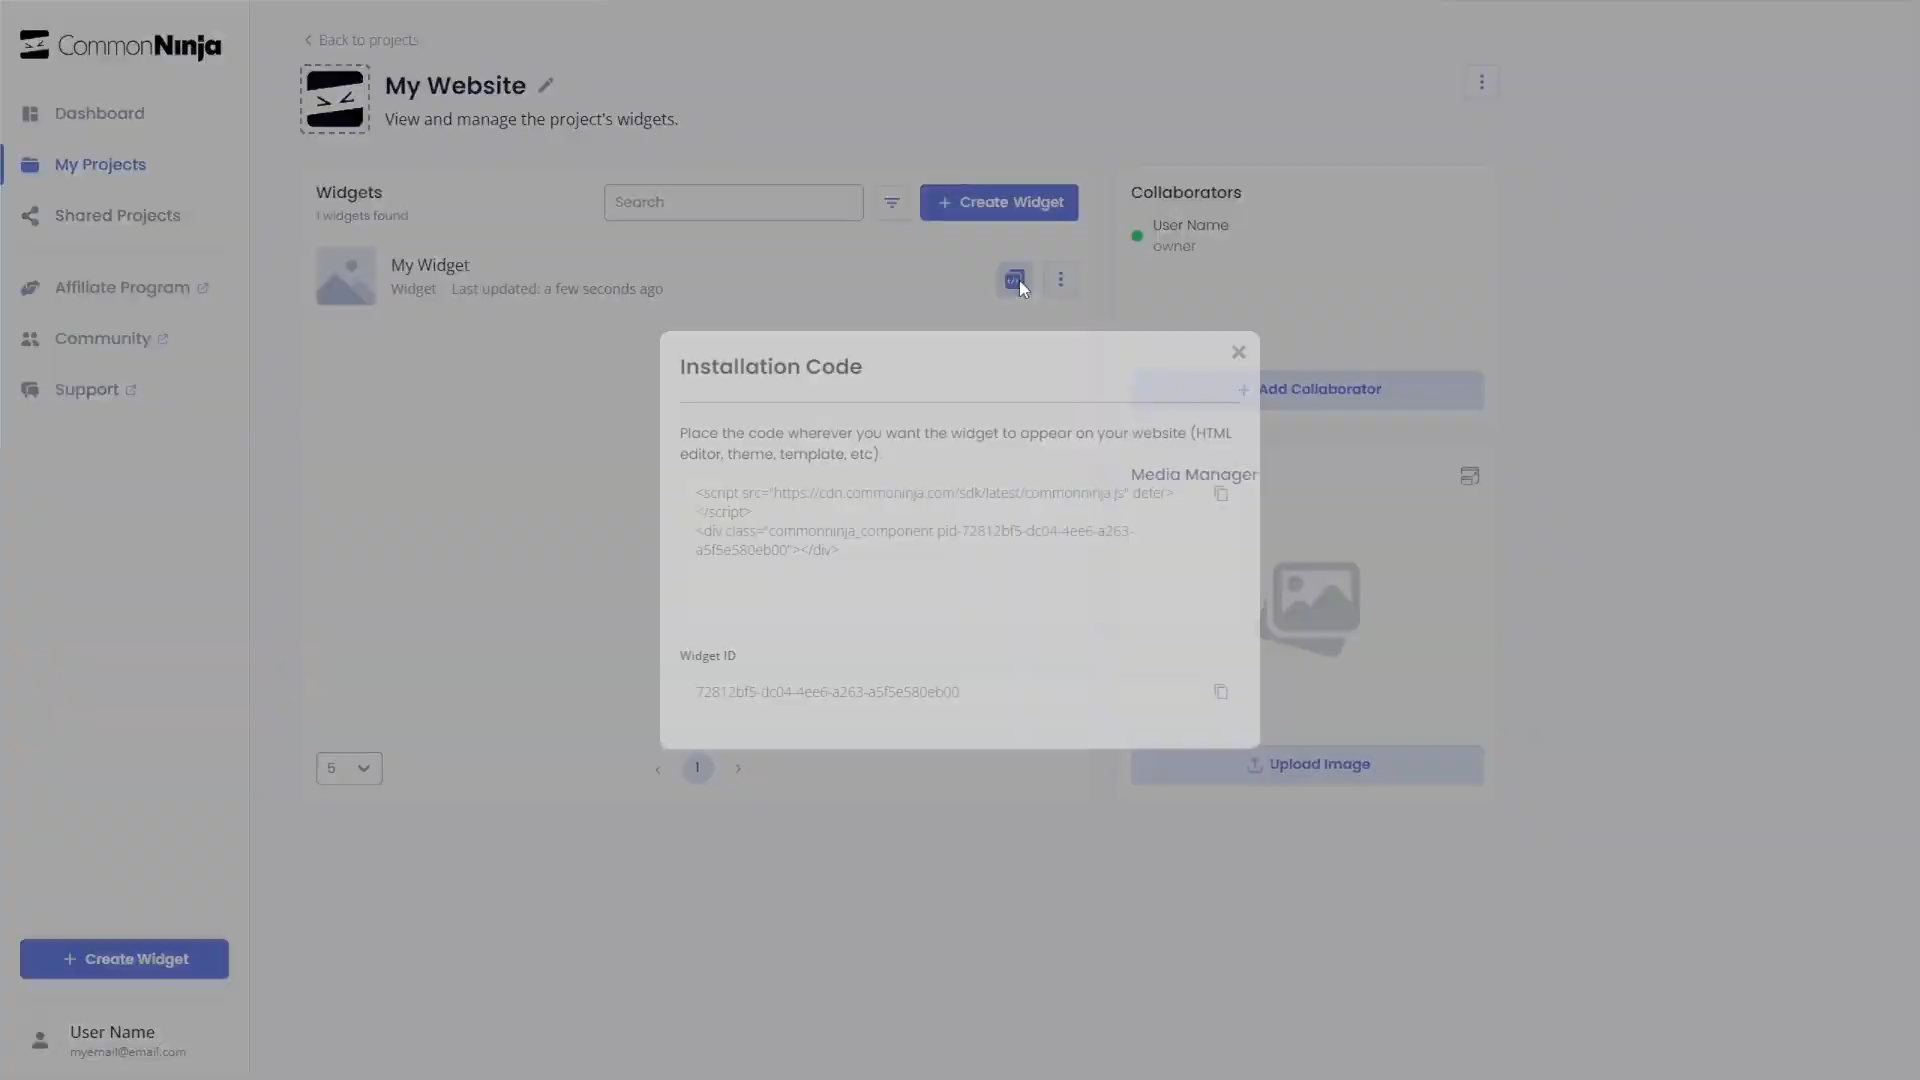 CommonNinja
Dashboard
My Projects
Shared Projects
Affiliate Program
Community
Support
+ Create Widget
User Name
myemail@email.com
Back to projects
My Website
View and manage the project's widgets.
Widgets
1 widgets found
Search
+ Create Widget
My Widget
Widget Last updated: a few seconds ago
5
1
Collaborators
User Name
owner
+ Add Collaborator
Media Manager
Upload Image
Installation Code
Place the code wherever you want the widget to appear on your website (HTML
editor, theme, template, etc).
<script src="https://cdn.commoninja.com/sdk/latest/commonninja.js" defer>
</script>
<div class="commonninja_component pid-72812bf5-dc04-4ee6-a263-
a5f5e580eb00"></div>
Widget ID
72812bf5-dc04-4ee6-a263-a5f5e580eb00